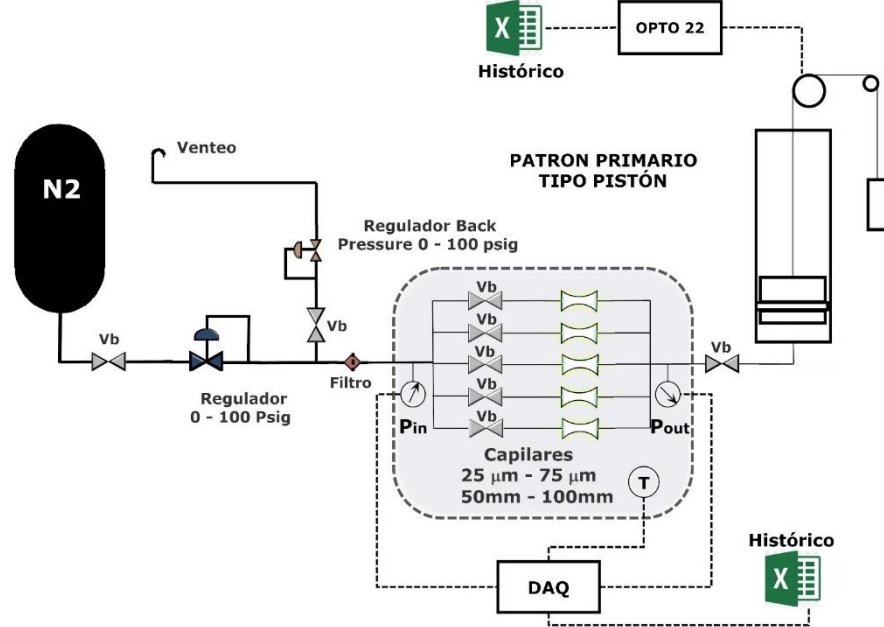 X
OPTO 22
Histórico
N2
Venteo
PATRON PRIMARIO
TIPO PISTÓN
Regulador Back
Pressure 0 - 100 psig
Vb
Vb
Vb
Vb
Vb
Vb
Vb
Vb
Regulador
0 - 100 Psig
Filtro
Pin
Pout
Capilares
25 μm - 75 μm
50mm - 100mm
T
DAQ
Histórico
X